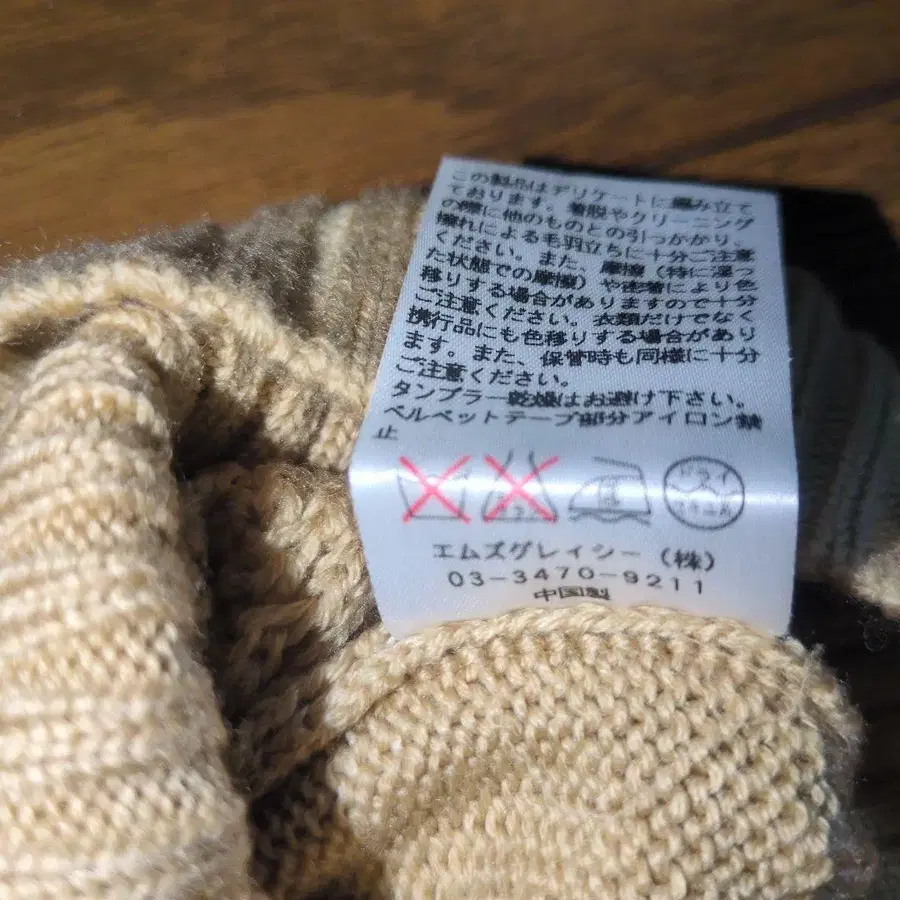 この製品はデリケートに編み立て
ております。着脱やクリーニング
の際に他のものとの引っかかり、
擦れによる毛羽立ちに十分ご注意
ください。また、摩擦(特に湿っ
た状態での摩擦)や密着により色
移りする場合がありますので十分
ご注意ください。衣類だけでなく
携行品にも色移りする場合があり
ます。また、保管時も同様に十分
ご注意ください。
タンブラー乾燥はお避け下さい。
ベルベットテープ部分アイロン禁
止
エムズグレイシー(株)
03-3470-9211
中国製